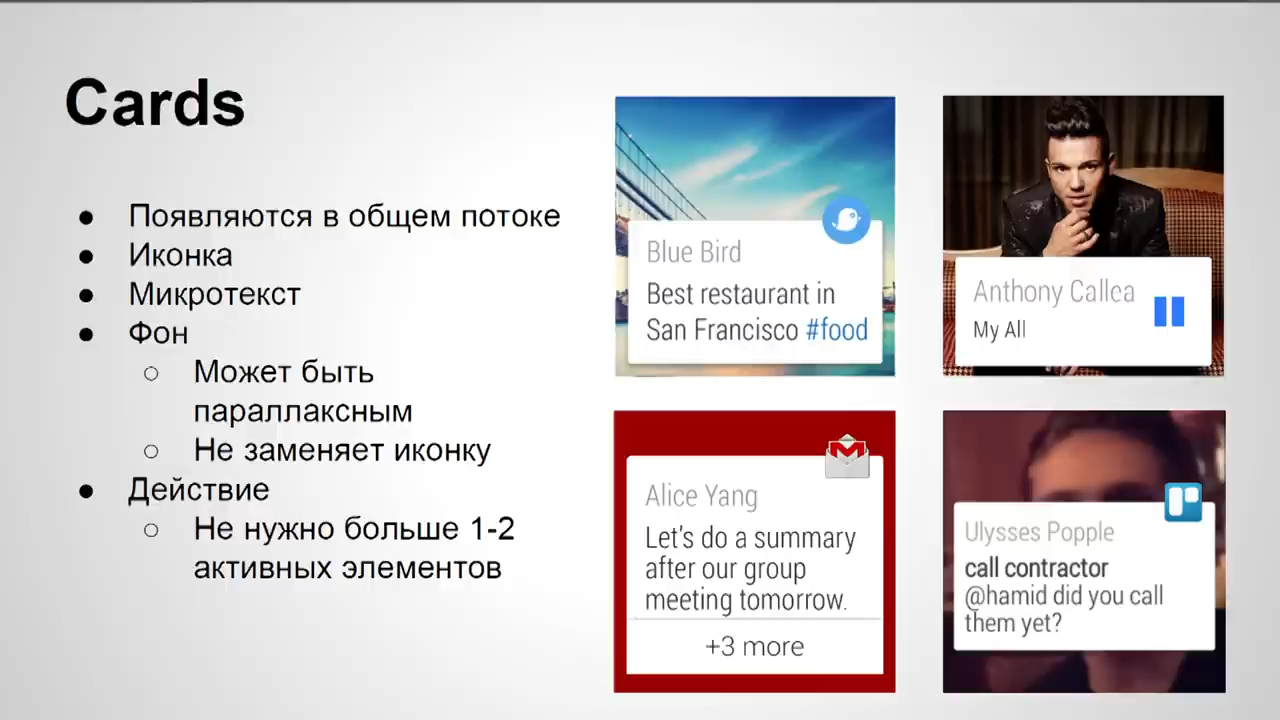 Cards
● Появляются в общем потоке
● Иконка
● Микротекст
● Фон
○ Может быть
параллаксным
○ Не заменяет иконку
● Действие
○ Не нужно больше 1-2
активных элементов
Blue Bird
Best restaurant in
San Francisco #food
Anthony Callea
My All
Alice Yang
Let's do a summary
after our group
meeting tomorrow.
+3 more
Ulysses Popple
call contractor
@hamid did you call
them yet?